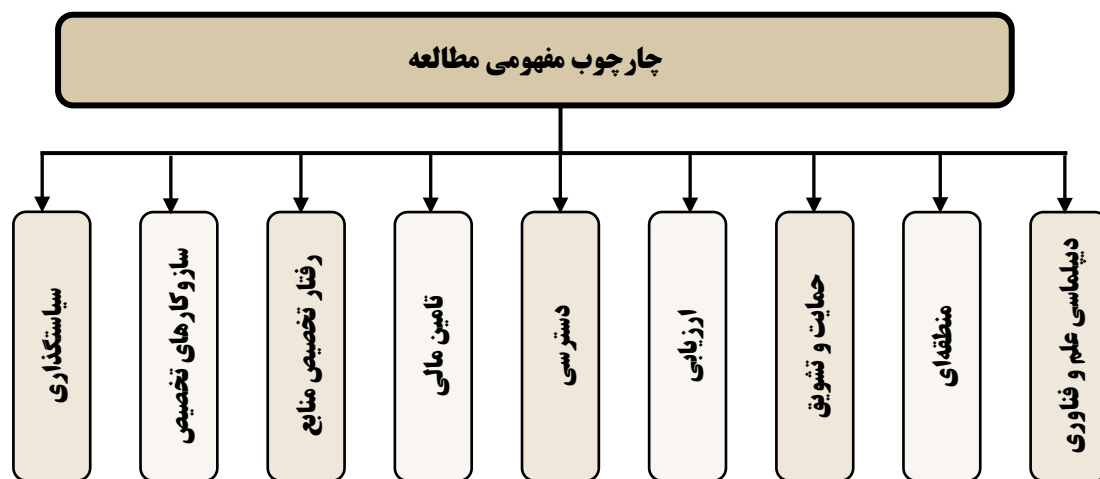 چارچوب مفهومی مطالعه
دیپلماسی علم و فناوری
منطقه‌ای
حمایت و تشویق
ارزیابی
دسترسی
تامین مالی
رفتار تخصیص منابع
سازوکارهای تخصیص
سیاستگذاری